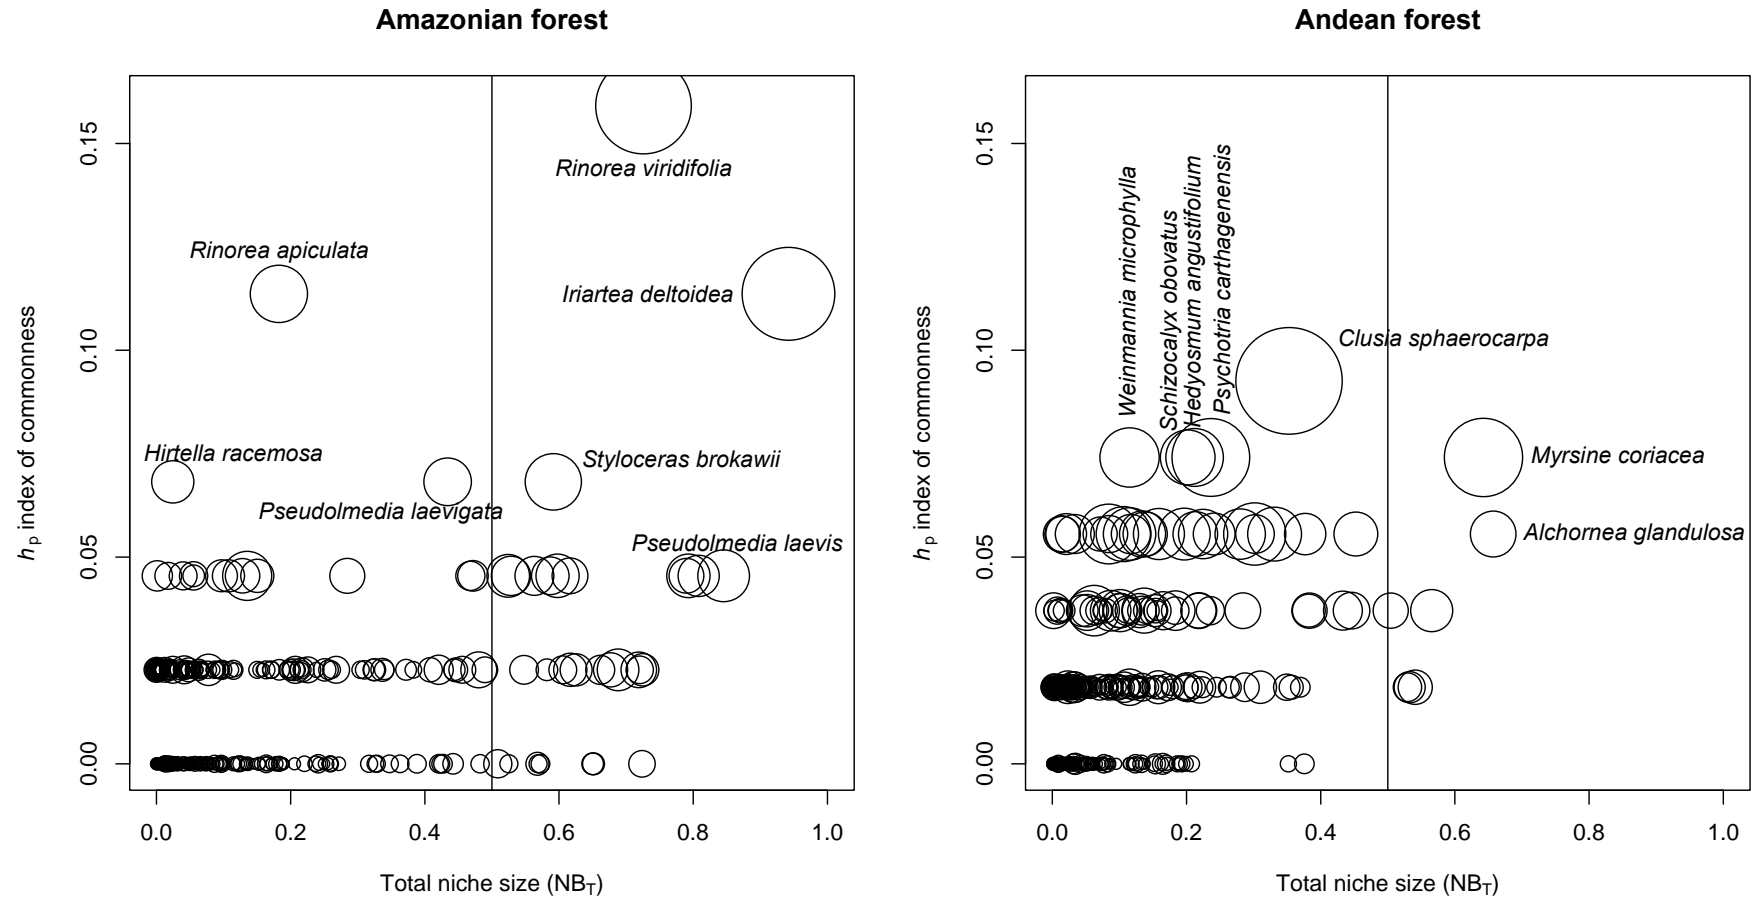 Amazonian forest
Rinorea viridifolia
Rinorea apiculata
Iriartea deltoidea
Hirtella racemosa
Styloceras brokawii
Pseudolmedia laevigata
Pseudolmedia laevis
0.15
0.10
0.05
0.00
hp index of commonness
0.0 0.2 0.4 0.6 0.8 1.0
Total niche size (NBT)
Andean forest
Weinmannia microphylla
Schizocalyx obovatus
Hedyosmum angustifolium
Psychotria carthagenensis
Clusia sphaerocarpa
Myrsine coriacea
Alchornea glandulosa
0.15
0.10
0.05
0.00
hp index of commonness
0.0 0.2 0.4 0.6 0.8 1.0
Total niche size (NBT)